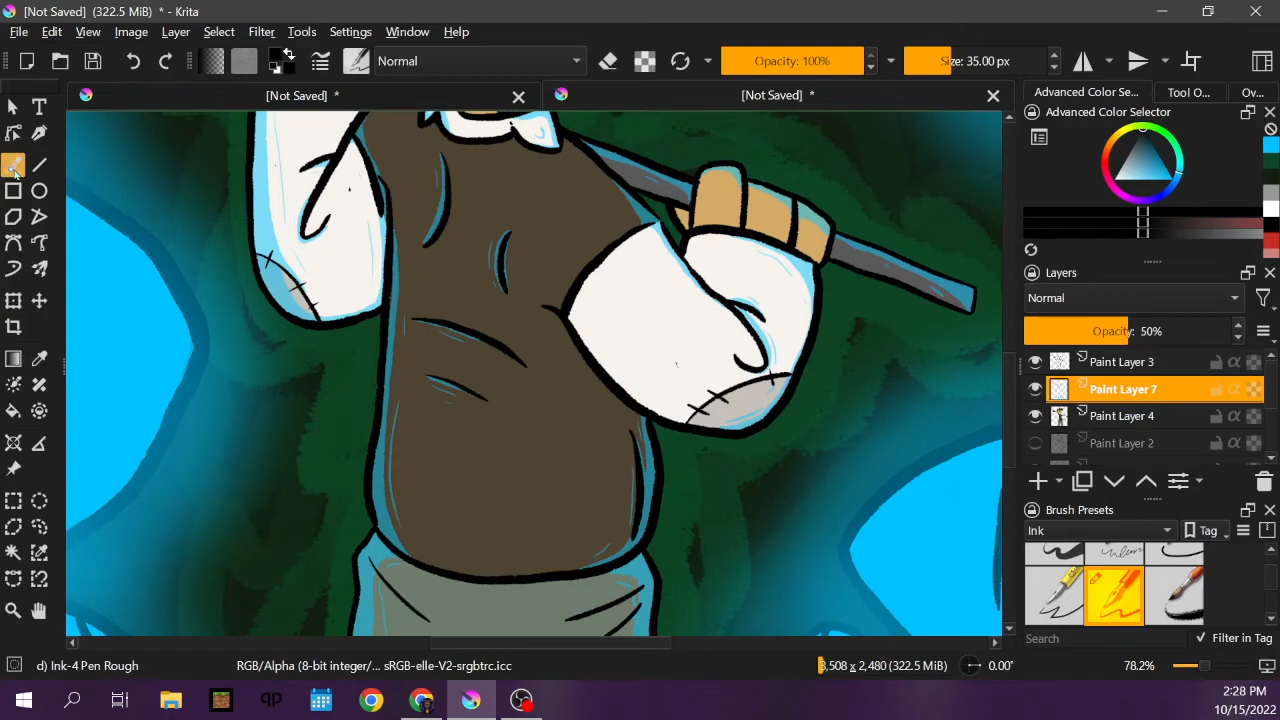 [Not Saved]  (322.5 MiB)  * - Krita
File Edit View Image Layer Select Filter Tools Settings Window Help
Normal
Opacity: 100%
Size: 35.00 px
[Not Saved]  *
[Not Saved]  *
Advanced Color Se...
Tool O...
Ov...
Advanced Color Selector
Layers
Normal
Opacity:  50%
Paint Layer 3
Paint Layer 7
Paint Layer 4
Paint Layer 2
Brush Presets
Ink
Tag
Search
Filter in Tag
d) Ink-4 Pen Rough
RGB/Alpha (8-bit integer/... sRGB-elle-V2-srgbtrc.icc
3,508 x 2,480 (322.5 MiB)
0.00°
78.2%
2:28 PM
10/15/2022